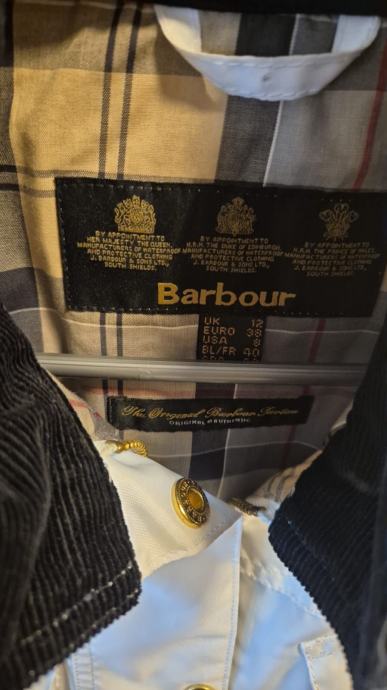 BY APPOINTMENT TO
HER MAJESTY THE QUEEN,
MANUFACTURERS OF WATERPROOF
AND PROTECTIVE CLOTHING
J. BARBOUR & SONS LTD.,
SOUTH SHIELDS.
BY APPOINTMENT TO
H.R.H. THE DUKE OF EDINBURGH,
MANUFACTURERS OF WATERPROOF
AND PROTECTIVE CLOTHING
J. BARBOUR & SONS LTD.,
SOUTH SHIELDS.
BY APPOINTMENT TO
H.R.H. THE PRINCE OF WALES,
MANUFACTURERS OF WATERPROOF
AND PROTECTIVE CLOTHING
J. BARBOUR & SONS LTD.,
SOUTH SHIELDS.
Barbour
UK 12
EURO 38
USA 8
BL/FR 40
The Original Barbour Tartan
ORIGINAL & AUTHENTIC